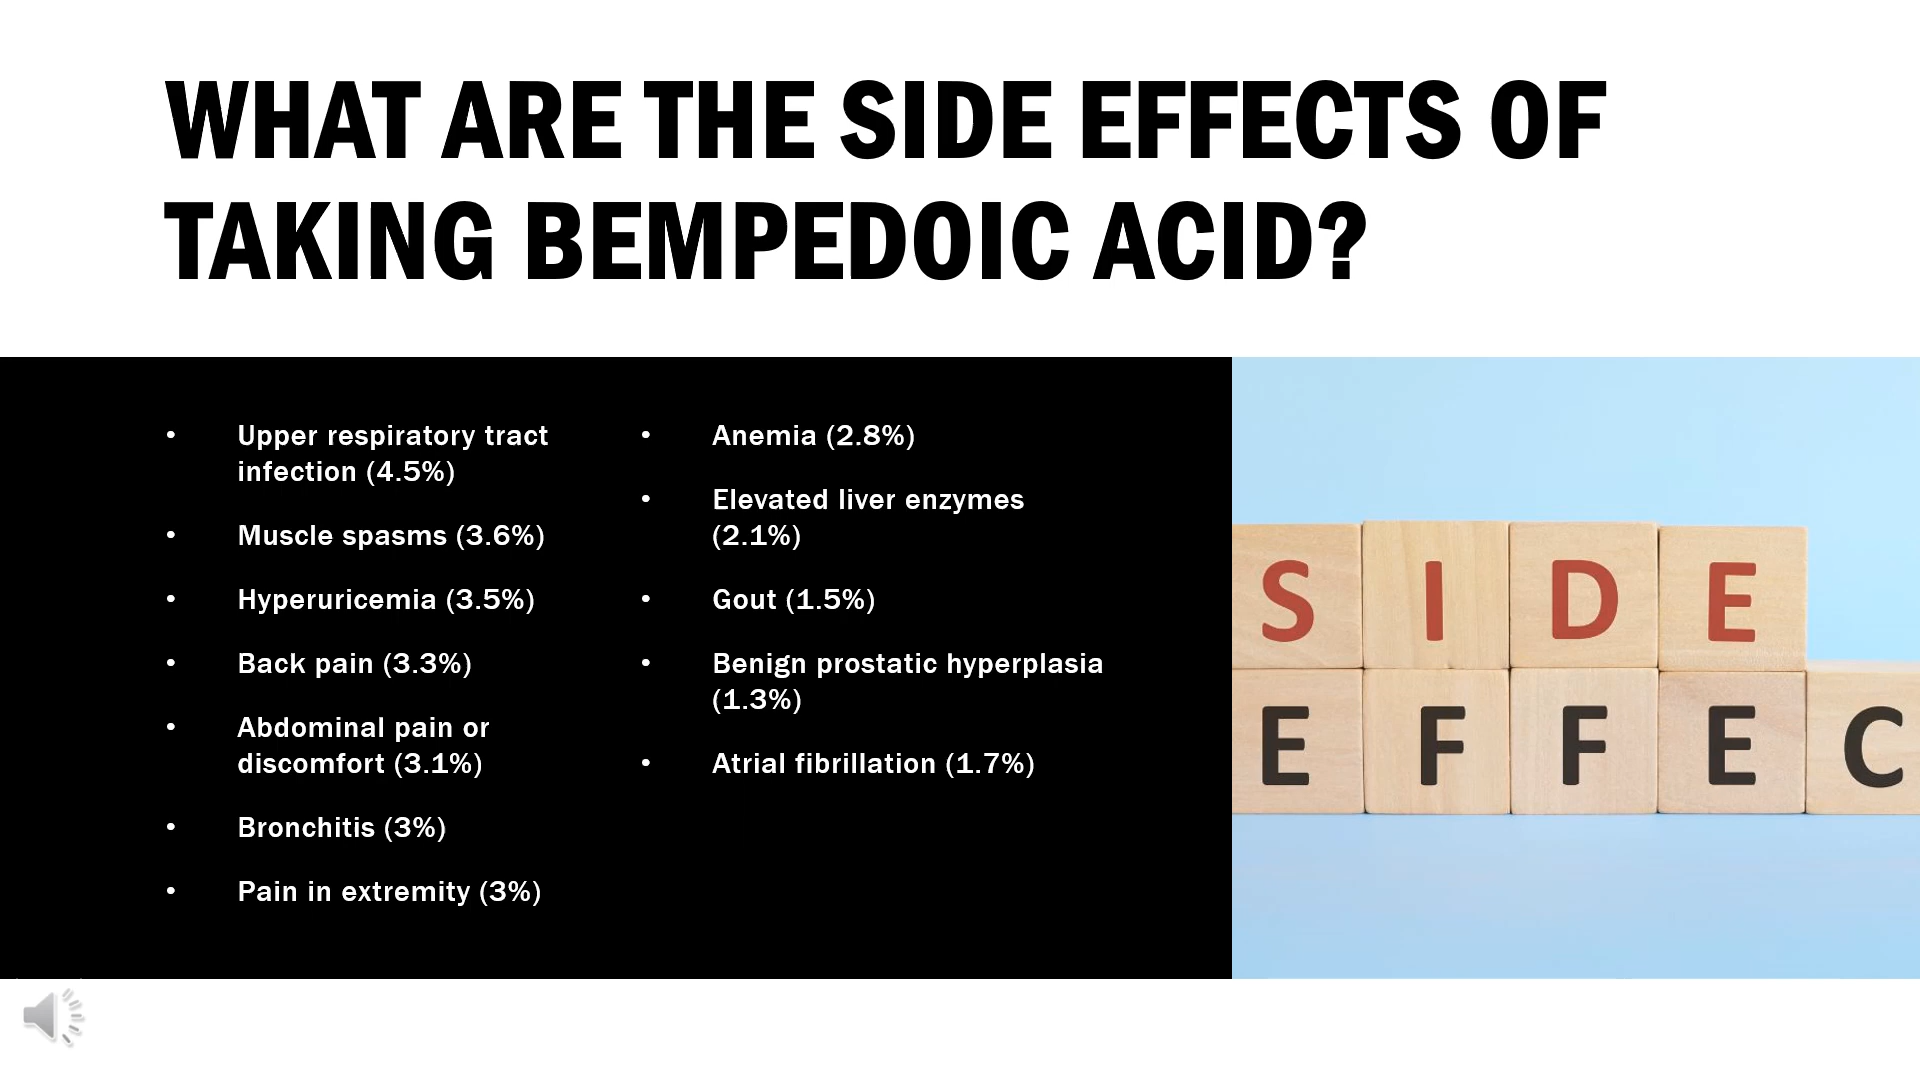 WHAT ARE THE SIDE EFFECTS OF
TAKING BEMPEDOIC ACID?
• Upper respiratory tract
infection (4.5%)
• Muscle spasms (3.6%)
• Hyperuricemia (3.5%)
• Back pain (3.3%)
• Abdominal pain or
discomfort (3.1%)
• Bronchitis (3%)
• Pain in extremity (3%)
• Anemia (2.8%)
• Elevated liver enzymes
(2.1%)
• Gout (1.5%)
• Benign prostatic hyperplasia
(1.3%)
• Atrial fibrillation (1.7%)
SIDE
EFFEC